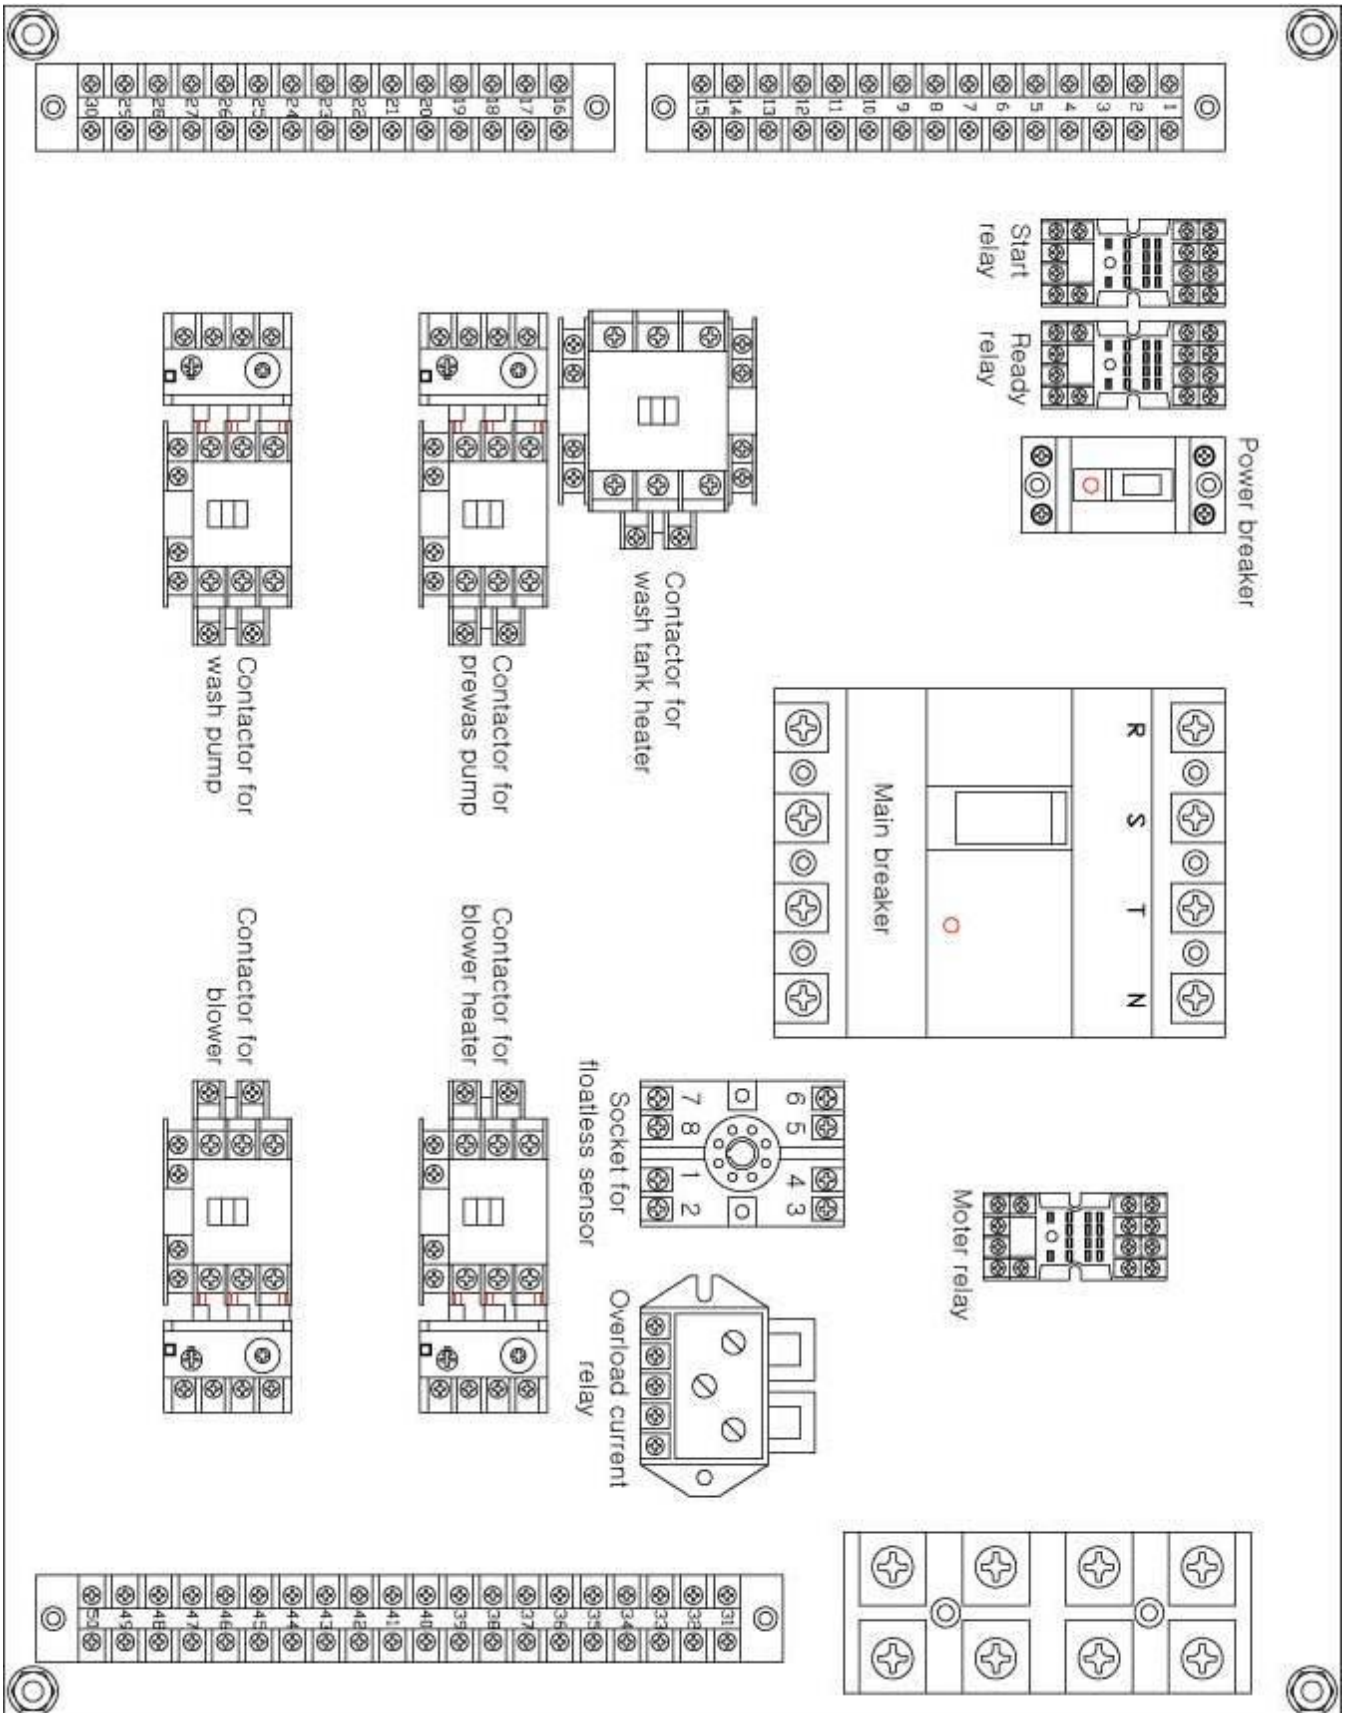 1
2
3
4
5
6
7
8
9
10
11
12
13
14
15
16
17
18
19
20
21
22
23
24
25
26
27
28
29
30
Power breaker
Start
relay
Ready
relay
R S T N
Main breaker
Moter relay
Contactor for
wash tank heater
6 5 4 3
7 8 1 2
Socket for
floatless sensor
Overload current
relay
Contactor for
prewas pump
Contactor for
blower heater
Contactor for
wash pump
Contactor for
blower
31
32
33
34
35
36
37
38
39
40
41
42
43
44
45
46
47
48
49
50